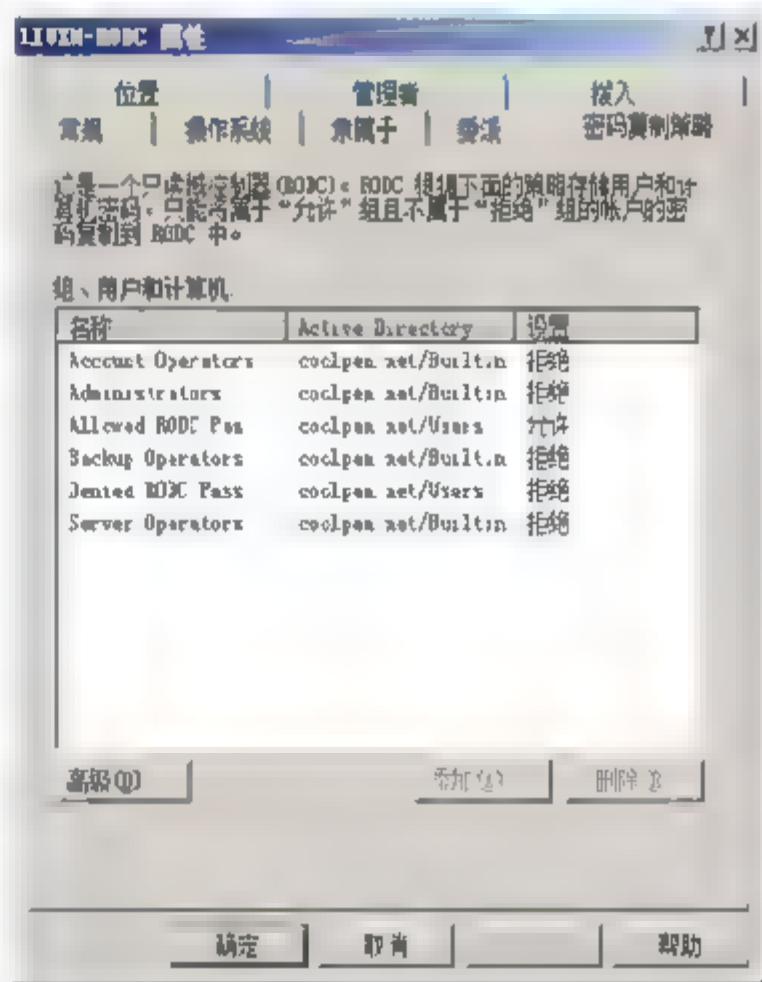 属性
位置 管理者 拨入
常规 操作系统 隶属于 委派 密码复制策略
这是一个只读域控制器(RODC)。RODC 根据下面的策略存储用户和计
算机密码。只能将属于“允许”组且不属于“拒绝”组的帐户的密
码复制到 RODC 中。
组、用户和计算机
名称 Active Directory 设置
Account Operators coolpen.net/Builtin 拒绝
Administrators coolpen.net/Builtin 拒绝
Allowed RODC Pas coolpen.net/Users 允许
Backup Operators coolpen.net/Builtin 拒绝
Denied RODC Pass coolpen.net/Users 拒绝
Server Operators coolpen.net/Builtin 拒绝
高级 添加(A) 删除
确定 取消 帮助